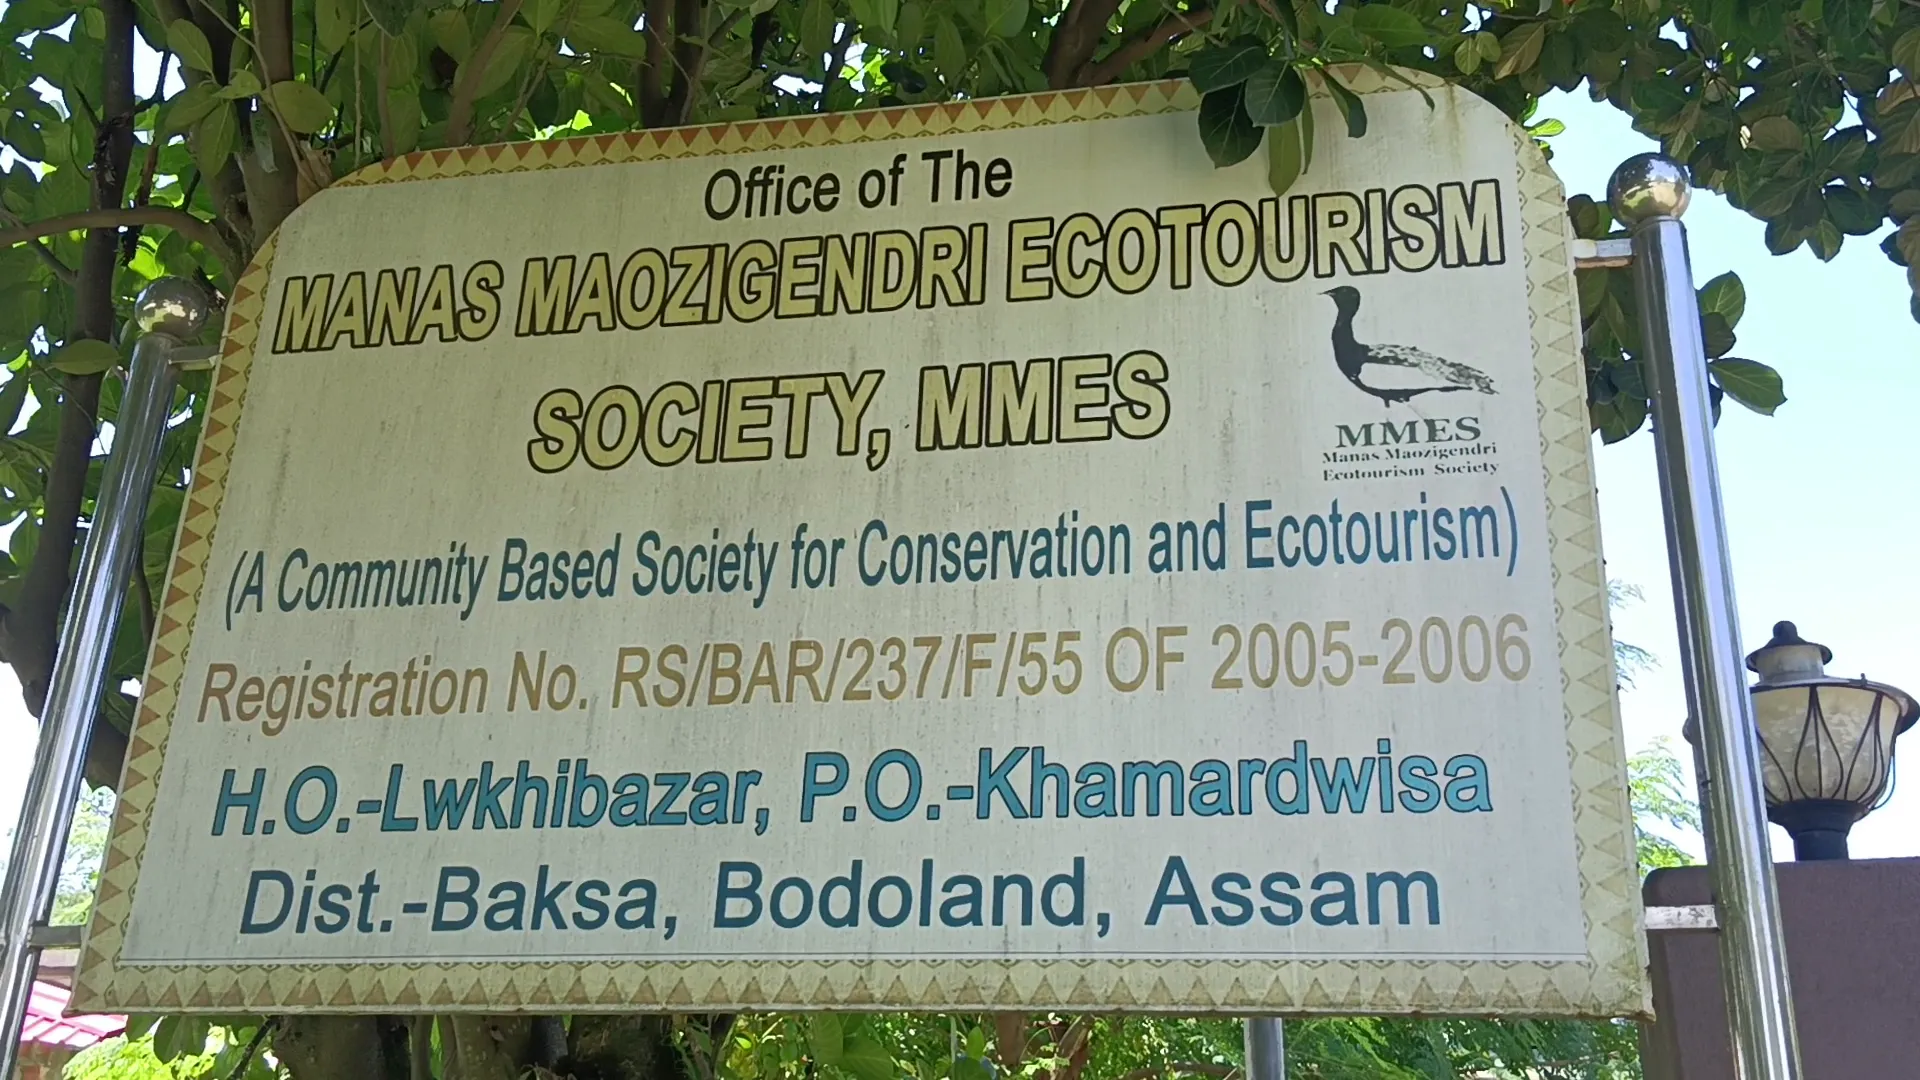 Office of The
MANAS MAOZIGENDRI ECOTOURISM
SOCIETY, MMES
MMES
Manas Maozigendri
Ecotourism Society
(A Community Based Society for Conservation and Ecotourism)
Registration No. RS/BAR/237/F/55 OF 2005-2006
H.O.-Lwkhibazar, P.O.-Khamardwisa
Dist.-Baksa, Bodoland, Assam